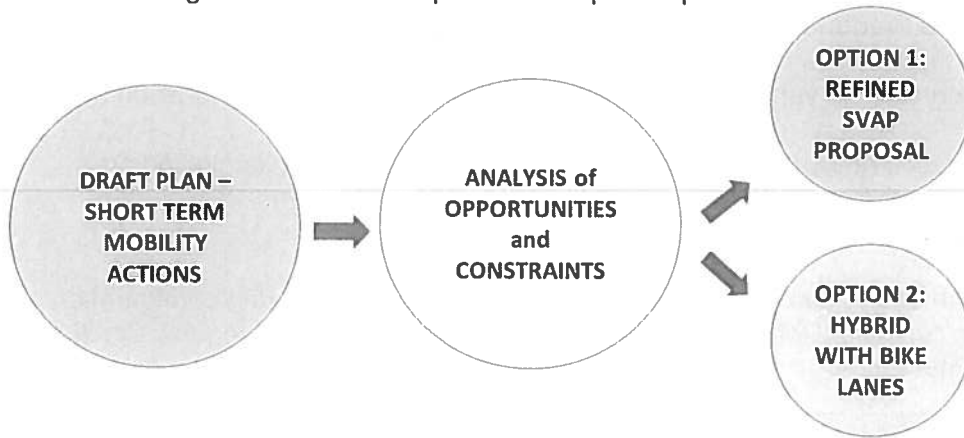 DRAFT PLAN –
SHORT TERM
MOBILITY
ACTIONS
ANALYSIS of
OPPORTUNITIES
and
CONSTRAINTS
OPTION 1:
REFINED
SVAP
PROPOSAL
OPTION 2:
HYBRID
WITH BIKE
LANES